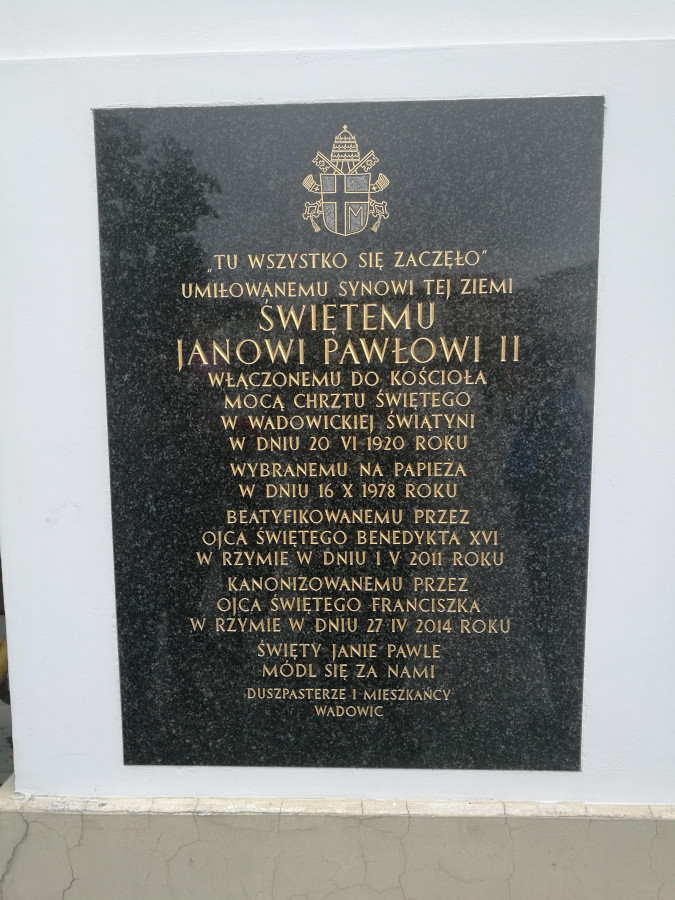 M
„TU WSZYSTKO SIĘ ZACZĘŁO”
UMIŁOWANEMU SYNOWI TEJ ZIEMI
ŚWIĘTEMU
JANOWI PAWŁOWI II
WŁĄCZONEMU DO KOŚCIOŁA
MOCĄ CHRZTU ŚWIĘTEGO
W WADOWICKIEJ ŚWIĄTYNI
W DNIU 20 VI 1920 ROKU
WYBRANEMU NA PAPIEŻA
W DNIU 16 X 1978 ROKU
BEATYFIKOWANEMU PRZEZ
OJCA ŚWIĘTEGO BENEDYKTA XVI
W RZYMIE W DNIU 1 V 2011 ROKU
KANONIZOWANEMU PRZEZ
OJCA ŚWIĘTEGO FRANCISZKA
W RZYMIE W DNIU 27 IV 2014 ROKU
ŚWIĘTY JANIE PAWLE
MÓDL SIĘ ZA NAMI
DUSZPASTERZE I MIESZKAŃCY
WADOWIC